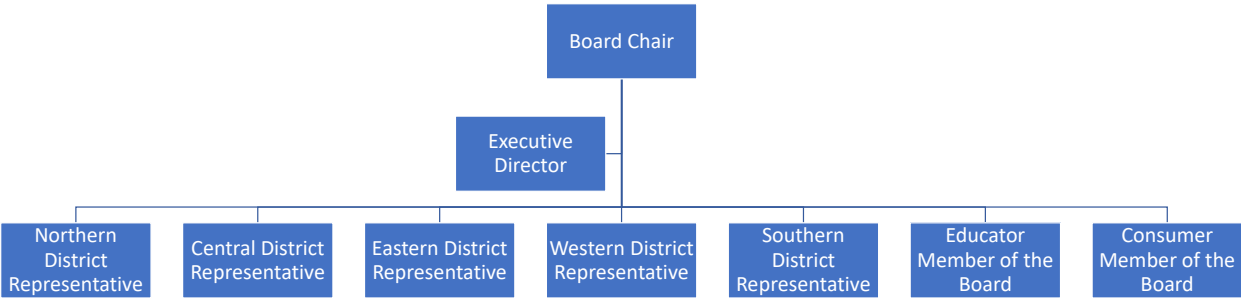 Board Chair
Executive
Director
Northern
District
Representative
Central District
Representative
Eastern District
Representative
Western District
Representative
Southern
District
Representative
Educator
Member of the
Board
Consumer
Member of the
Board